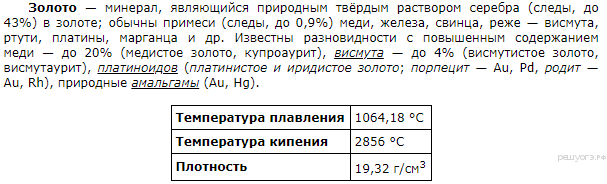 Золото — минерал, являющийся природным твёрдым раствором серебра (следы, до
43%) в золоте; обычны примеси (следы, до 0,9%) меди, железа, свинца, реже — висмута,
ртути, платины, марганца и др. Известны разновидности с повышенным содержанием
меди — до 20% (медистое золото, купроаурит), висмута — до 4% (висмутистое золото,
висмутаурит), платиноидов (платинистое и иридистое золото; порпецит — Au, Pd, родит —
Au, Rh), природные амальгамы (Au, Hg).
Температура плавления 1064,18 °C
Температура кипения 2856 °C
Плотность 19,32 г/см³
решуогэ.рф